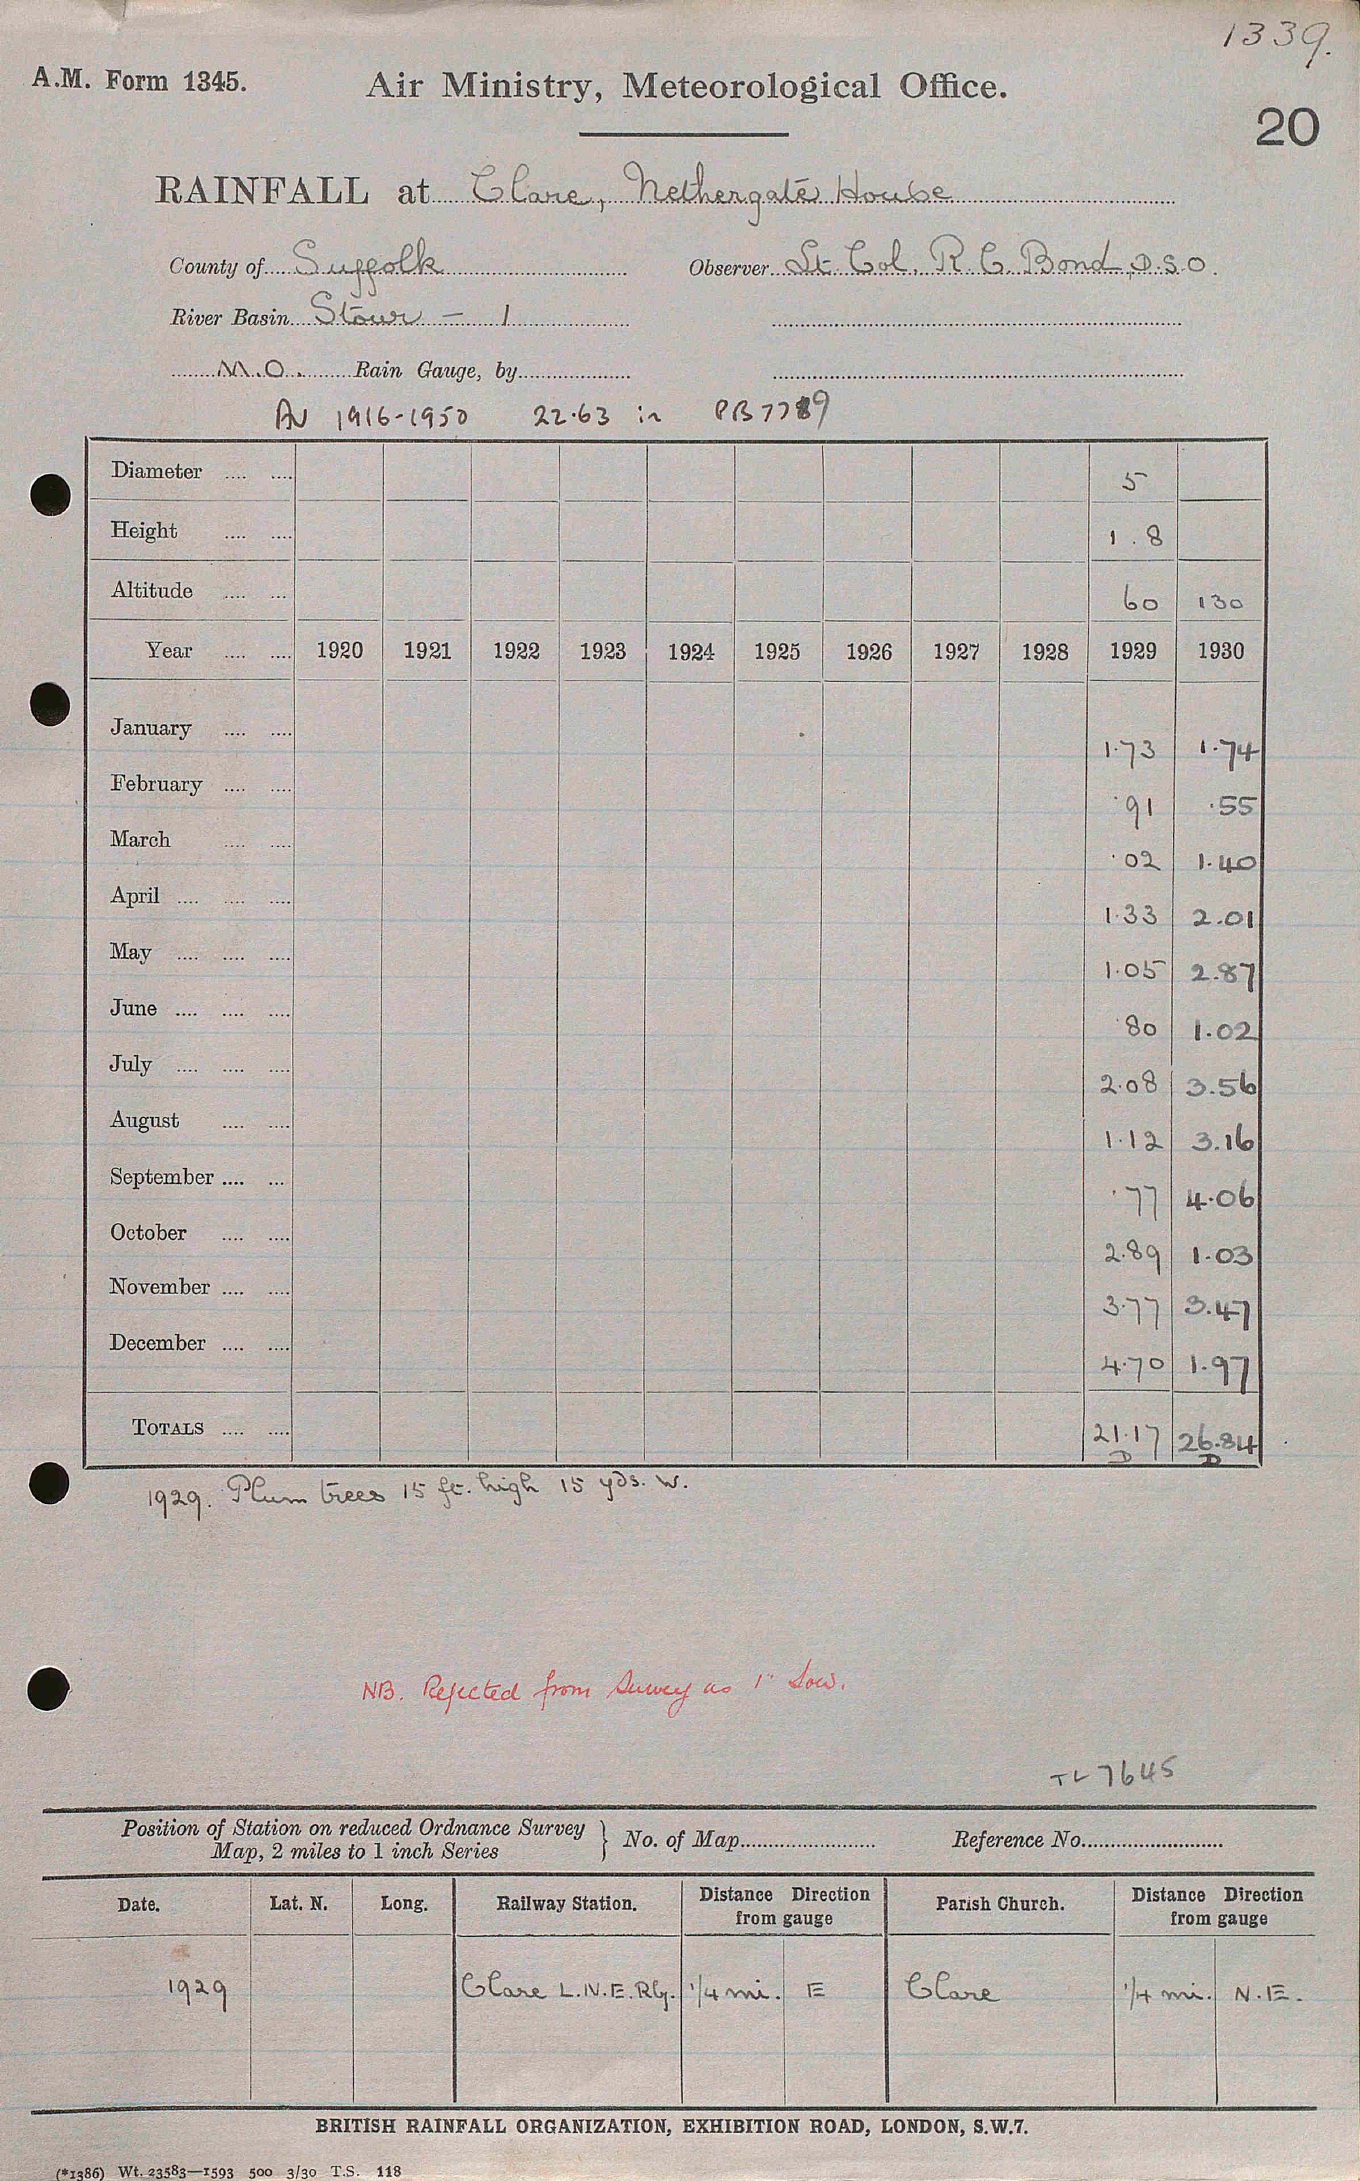 1339.
A.M. Form 1345. Air Ministry, Meteorological Office.
20
RAINFALL at Clare, Nethergate House
County of Suffolk Observer Lt. Col. R. C. Bond, D.S.O.
River Basin Stour — 1
M.O. Rain Gauge, by
Av 1916-1950 22.63 in PB7789
Diameter .... .... 5
Height .... .... 1.8
Altitude .... ... 60 130
Year .... .... 1920 1921 1922 1923 1924 1925 1926 1927 1928 1929 1930
January .... .... 1.73 1.74
February .... .... .91 .55
March .... .... .02 1.40
April .... .... .... 1.33 2.01
May .... .... .... 1.05 2.87
June .... .... .... .80 1.02
July .... .... .... 2.08 3.56
August .... .... 1.12 3.16
September .... ... .77 4.06
October .... .... 2.89 1.03
November .... .... 3.77 3.47
December .... .... 4.70 1.97
TOTALS .... .... 21.17 26.84
D D
1929. Plum trees 15 ft. high 15 yds. W.
NB. Rejected from Survey as 1" low.
TL 7645
Position of Station on reduced Ordnance Survey
Map, 2 miles to 1 inch Series } No. of Map Reference No.
Date. Lat. N. Long. Railway Station. Distance Direction from gauge Parish Church. Distance Direction from gauge
1929 Clare L.N.E.Rly. 1/4 mi. E Clare 1/4 mi. N.E.
BRITISH RAINFALL ORGANIZATION, EXHIBITION ROAD, LONDON, S.W.7.
(*1386) Wt. 23583—1593 500 3/30 T.S. 118